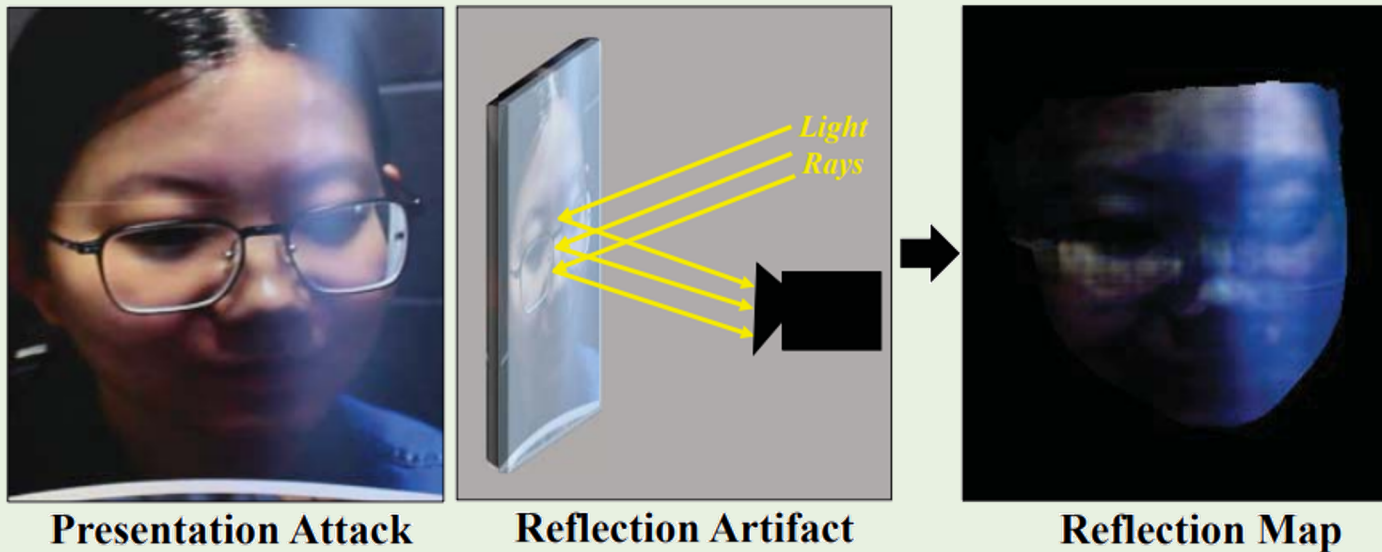 Light
Rays
Presentation Attack
Reflection Artifact
Reflection Map